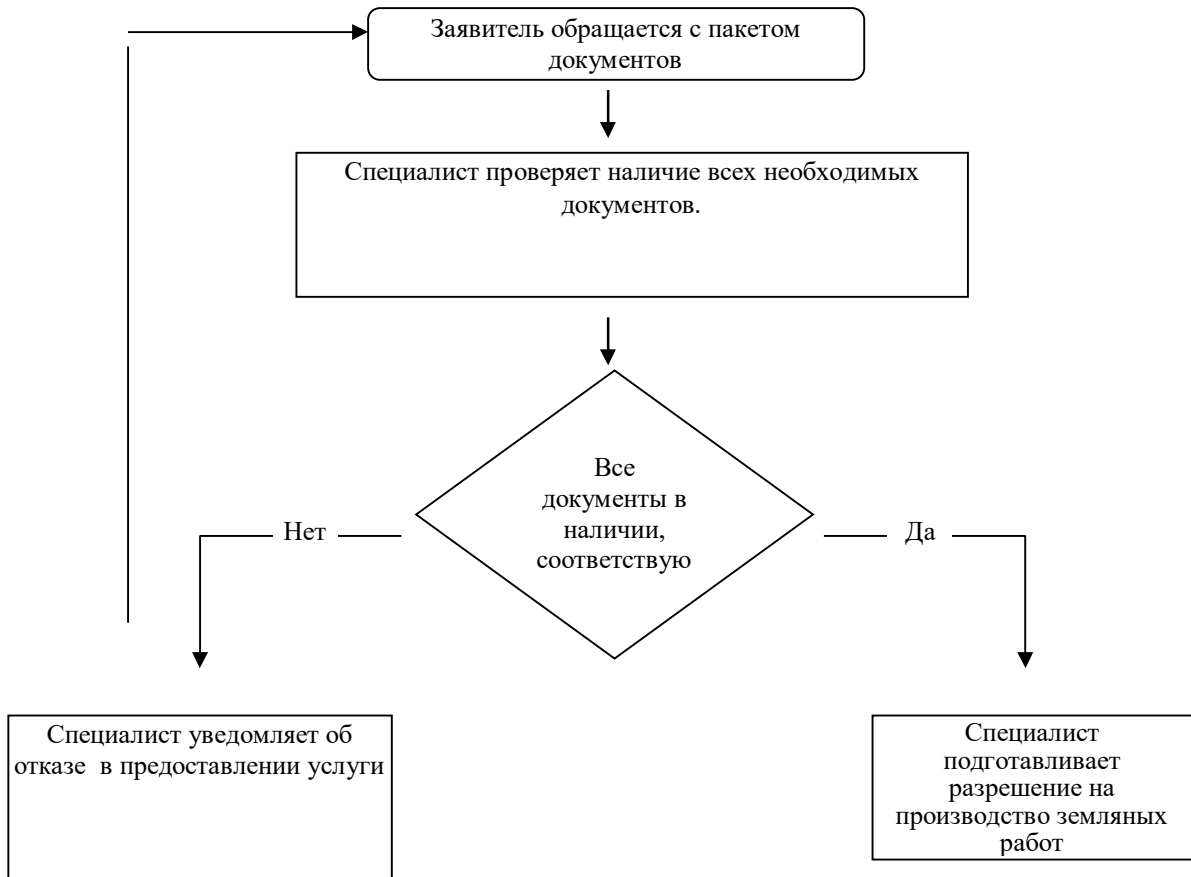 Заявитель обращается с пакетом
документов
Специалист проверяет наличие всех необходимых
документов.
Все
документы в
наличии,
соответствую
Нет
Да
Специалист уведомляет об
отказе в предоставлении услуги
Специалист
подготавливает
разрешение на
производство земляных
работ